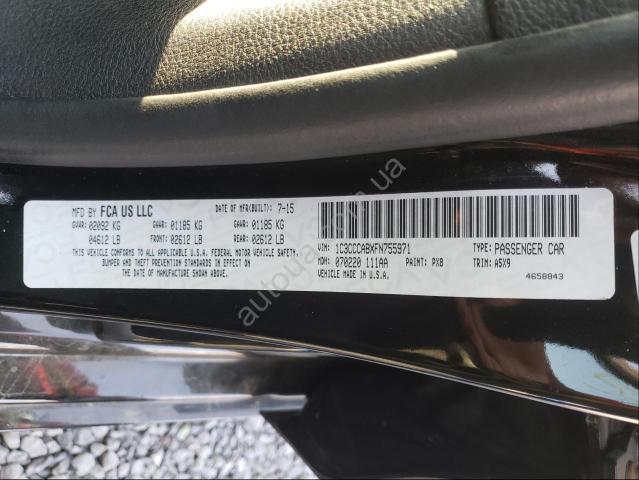 MFD BY FCA US LLC
DATE OF MFR(BUILT): 7-15
GVWR: 02092 KG GAWR: 01185 KG GAWR: 01185 KG
04612 LB FRONT: 02612 LB REAR: 02612 LB
THIS VEHICLE CONFORMS TO ALL APPLICABLE U.S.A. FEDERAL MOTOR VEHICLE SAFETY,
BUMPER AND THEFT PREVENTION STANDARDS IN EFFECT ON
THE DATE OF MANUFACTURE SHOWN ABOVE. MADE IN U.S.A.
VIN: 1C3CCCABXFN755971 TYPE: PASSENGER CAR
MDH: 070220 111AA PAINT: PX8 TRIM: A5X9
VEHICLE MADE IN U.S.A. 4658843
autoua.com.ua